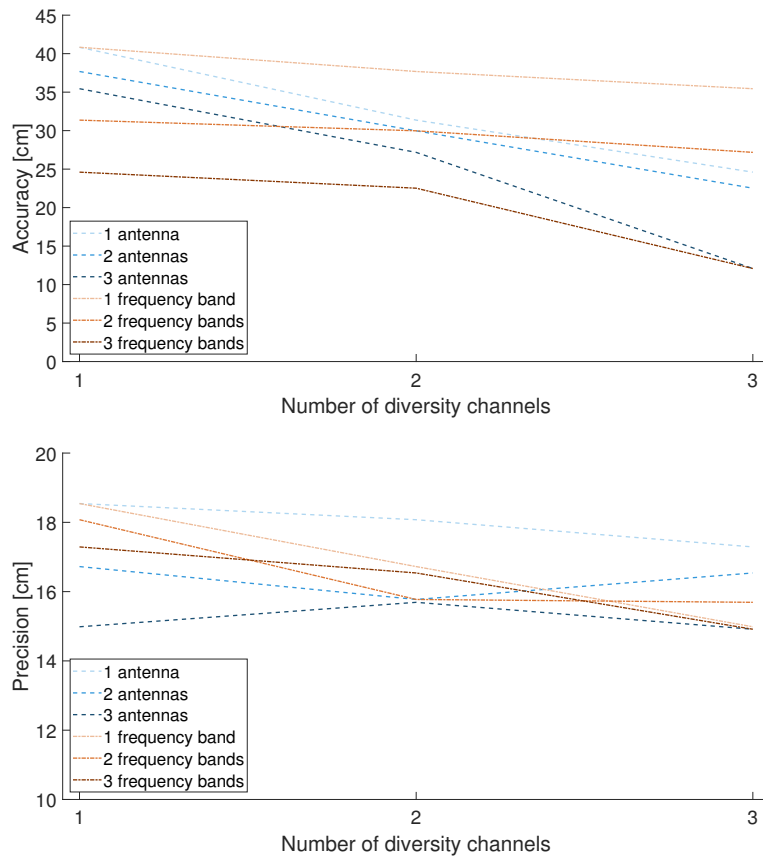 45
40
35
30
25
20
15
10
5
0
Accuracy [cm]
1 antenna
2 antennas
3 antennas
1 frequency band
2 frequency bands
3 frequency bands
1 2 3
Number of diversity channels
20
18
16
14
12
10
Precision [cm]
1 antenna
2 antennas
3 antennas
1 frequency band
2 frequency bands
3 frequency bands
1 2 3
Number of diversity channels